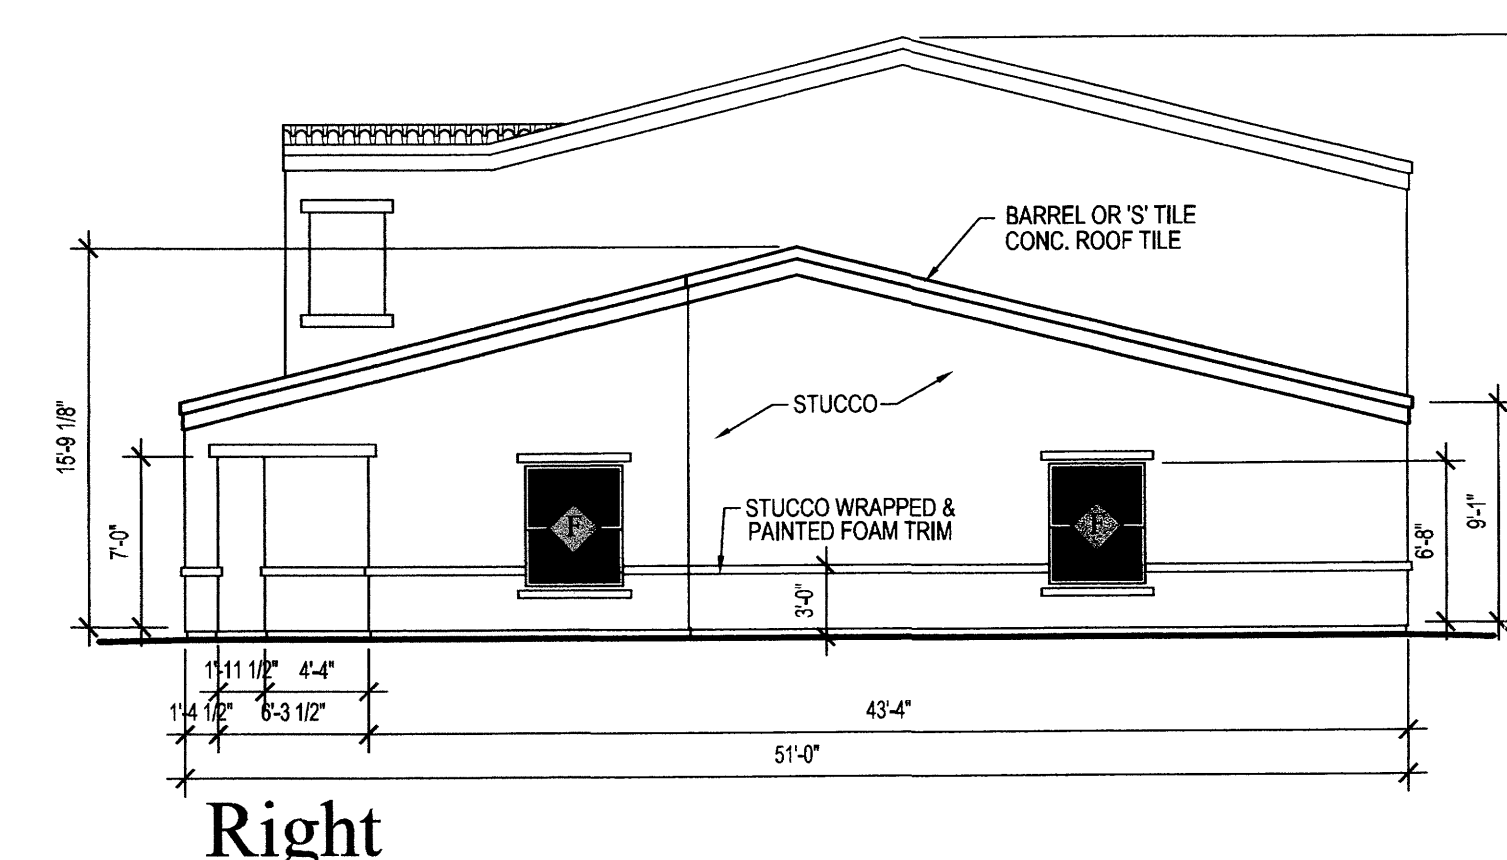 BARREL OR 'S' TILE
CONC. ROOF TILE
STUCCO
15'-9 1/8"
7'-0"
F
F
STUCCO WRAPPED &
PAINTED FOAM TRIM
3'-0"
6'-8"
9'-1"
1'-11 1/2"
4'-4"
1'-4 1/2"
6'-3 1/2"
43'-4"
51'-0"
Right